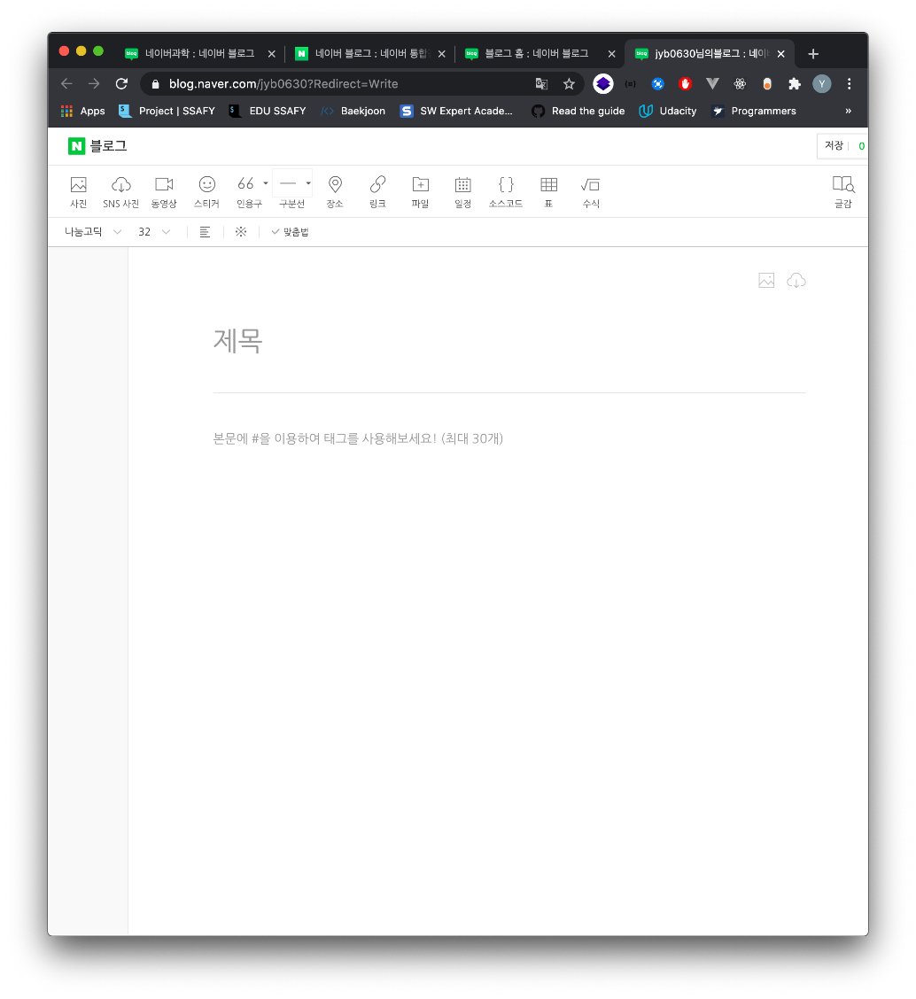 네이버과학 : 네이버 블로그
네이버 블로그 : 네이버 통합
블로그 홈 : 네이버 블로그
jyb0630님의블로그 : 네이
blog.naver.com/jyb0630?Redirect=Write
Y
Apps
Project | SSAFY
EDU SSAFY
Baekjoon
SW Expert Acade...
Read the guide
Udacity
Programmers
»
N 블로그
저장 | 0
사진
SNS 사진
동영상
스티커
인용구
구분선
장소
링크
파일
일정
소스코드
표
수식
글감
나눔고딕
32
※
맞춤법
제목
본문에 #을 이용하여 태그를 사용해보세요! (최대 30개)